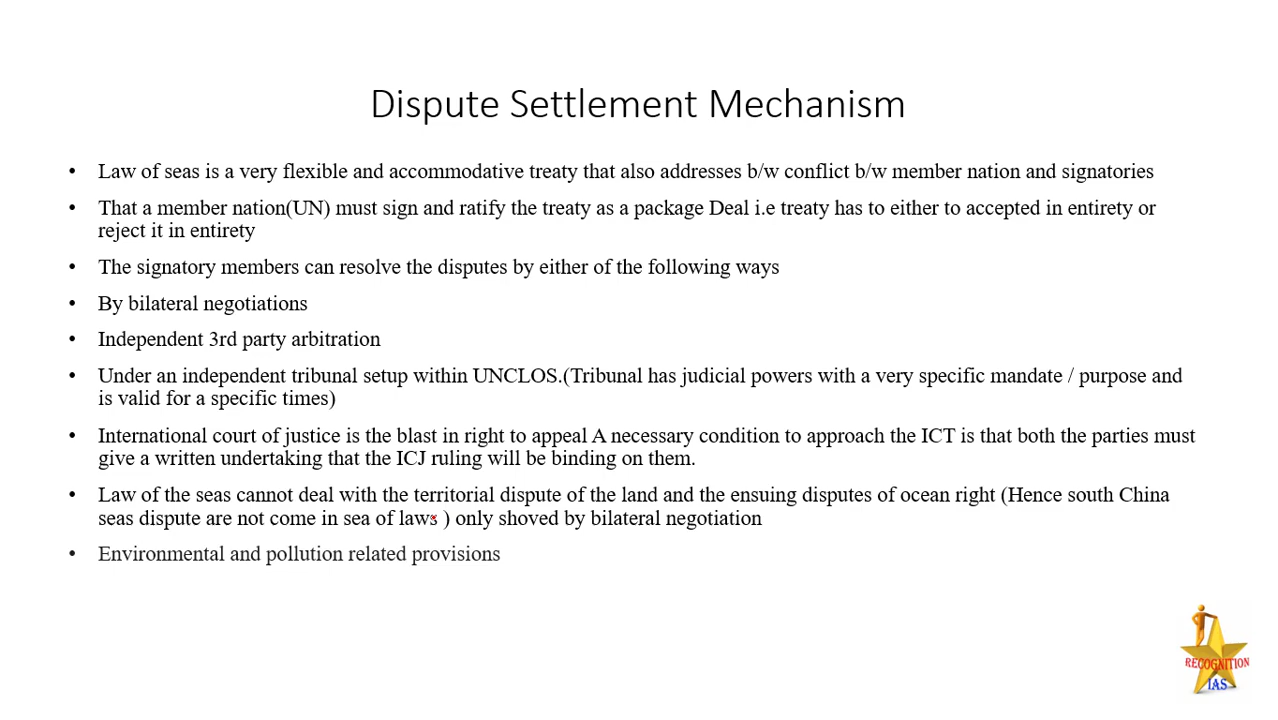 Dispute Settlement Mechanism
• Law of seas is a very flexible and accommodative treaty that also addresses b/w conflict b/w member nation and signatories
• That a member nation(UN) must sign and ratify the treaty as a package Deal i.e treaty has to either to accepted in entirety or
reject it in entirety
• The signatory members can resolve the disputes by either of the following ways
• By bilateral negotiations
• Independent 3rd party arbitration
• Under an independent tribunal setup within UNCLOS.(Tribunal has judicial powers with a very specific mandate / purpose and
is valid for a specific times)
• International court of justice is the blast in right to appeal A necessary condition to approach the ICT is that both the parties must
give a written undertaking that the ICJ ruling will be binding on them.
• Law of the seas cannot deal with the territorial dispute of the land and the ensuing disputes of ocean right (Hence south China
seas dispute are not come in sea of laws ) only shoved by bilateral negotiation
• Environmental and pollution related provisions
RECOGNITION
IAS